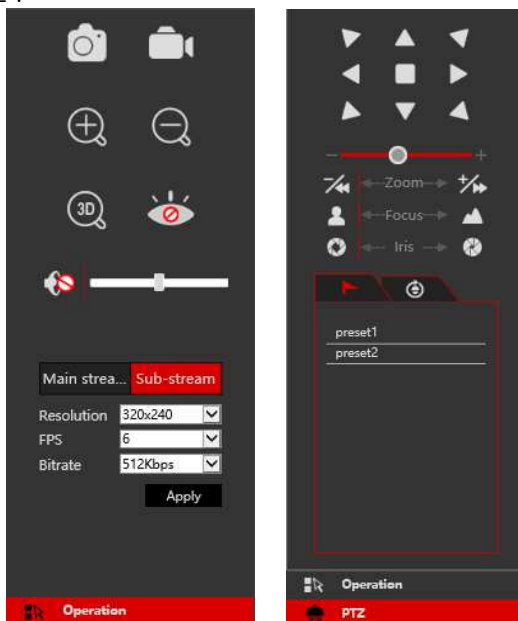 3D
Main strea... Sub-stream
Resolution 320x240
FPS 6
Bitrate 512Kbps
Apply
Operation
Zoom
Focus
Iris
preset1
preset2
Operation
PTZ